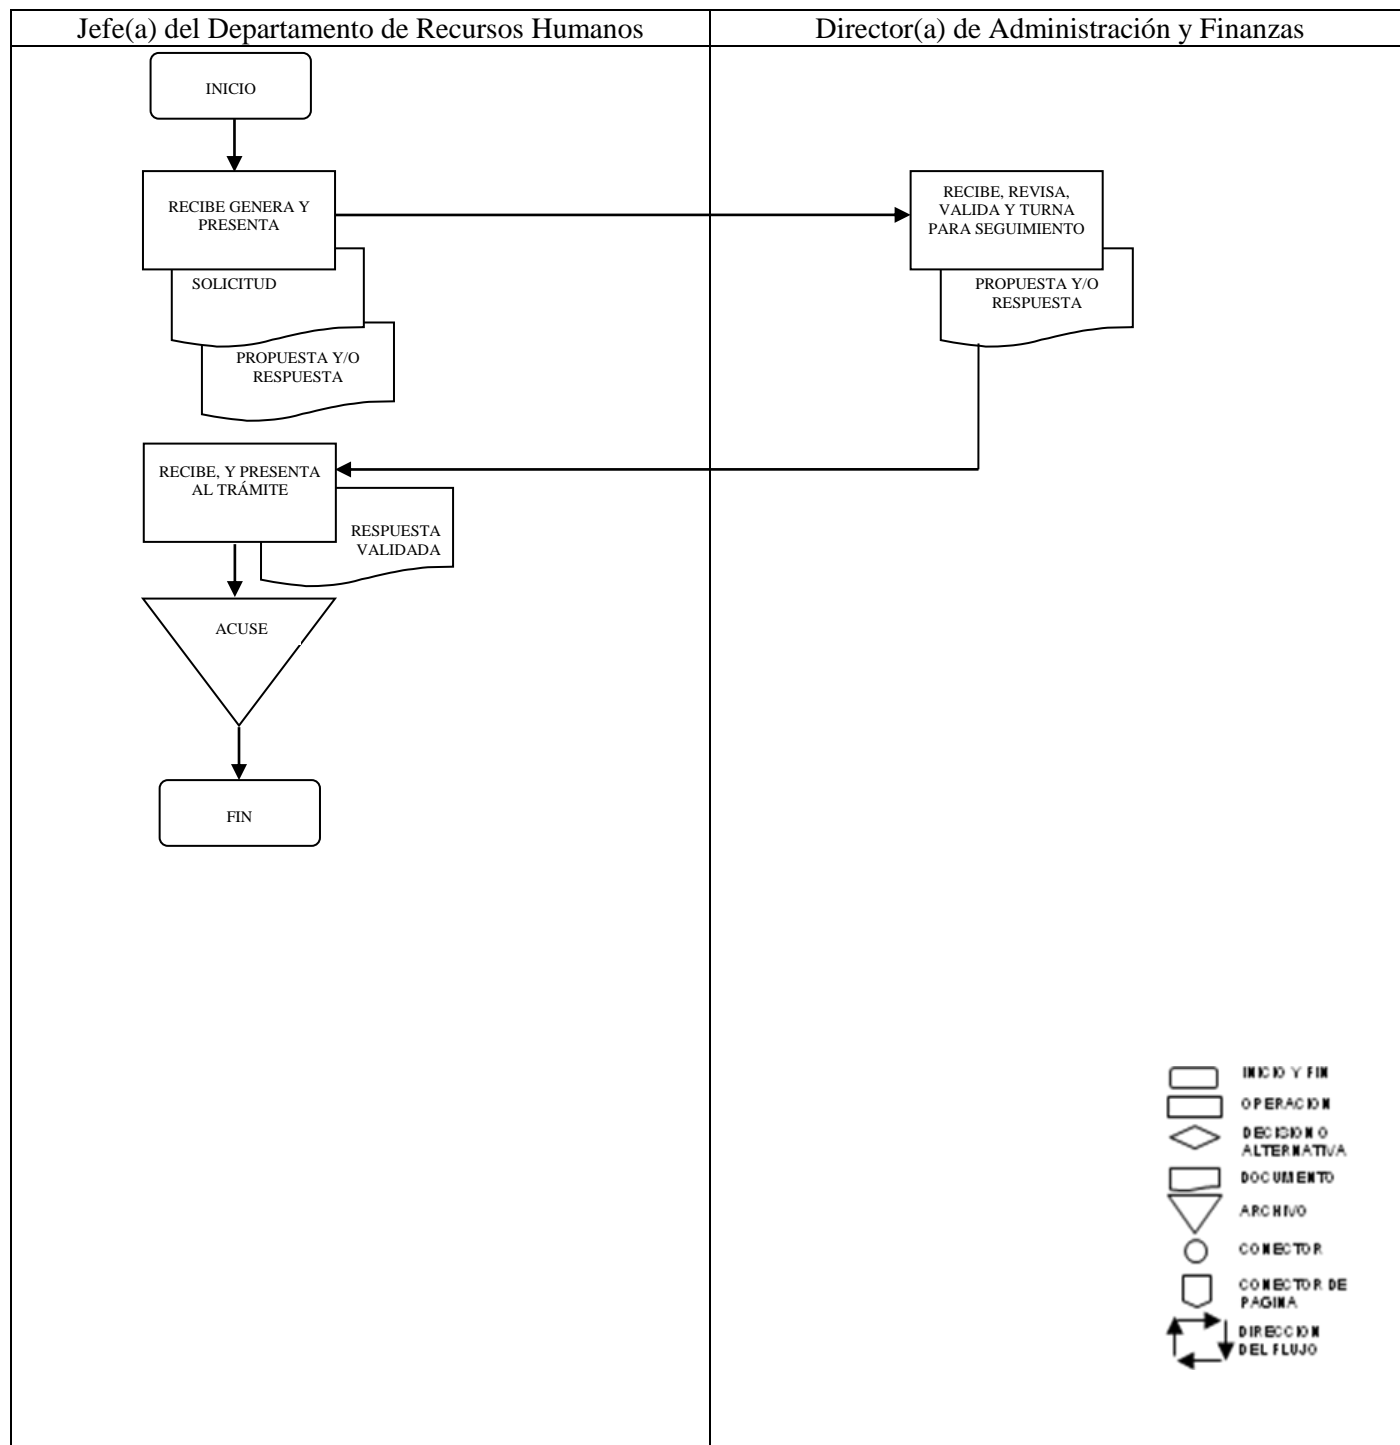 Jefe(a) del Departamento de Recursos Humanos
Director(a) de Administración y Finanzas
INICIO
RECIBE GENERA Y
PRESENTA
RECIBE, REVISA,
VALIDA Y TURNA
PARA SEGUIMIENTO
SOLICITUD
PROPUESTA Y/O
RESPUESTA
PROPUESTA Y/O
RESPUESTA
RECIBE, Y PRESENTA
AL TRÁMITE
RESPUESTA
VALIDADA
ACUSE
FIN
INICIO Y FIN
OPERACION
DECISION O
ALTERNATIVA
DOCUMENTO
ARCHIVO
CONECTOR
CONECTOR DE
PAGINA
DIRECCION
DEL FLUJO